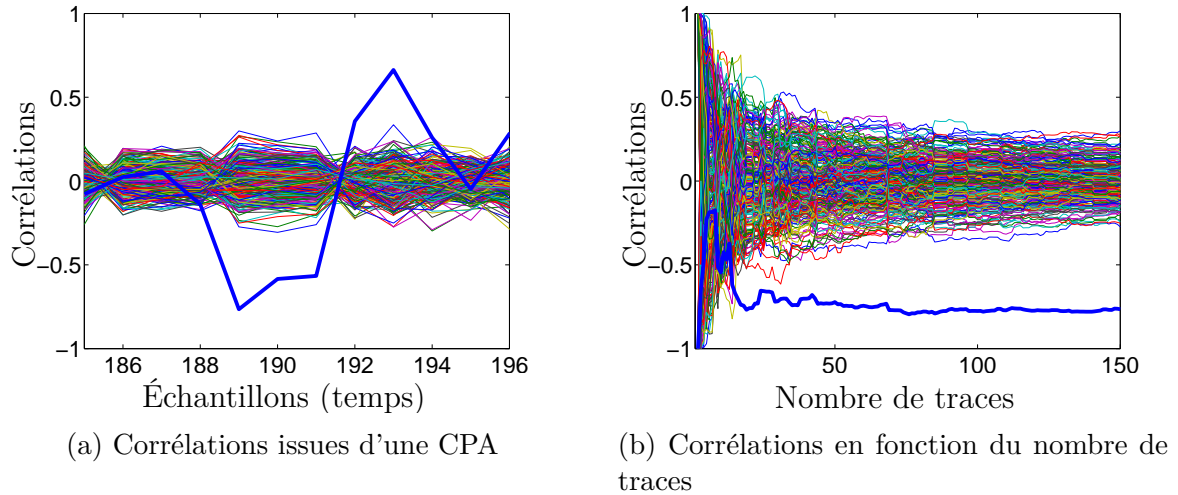 1
0.5
0
−0.5
−1
Corrélations
186
188
190
192
194
196
Échantillons (temps)
(a) Corrélations issues d'une CPA
1
0.5
0
−0.5
−1
Corrélations
50
100
150
Nombre de traces
(b) Corrélations en fonction du nombre de
traces